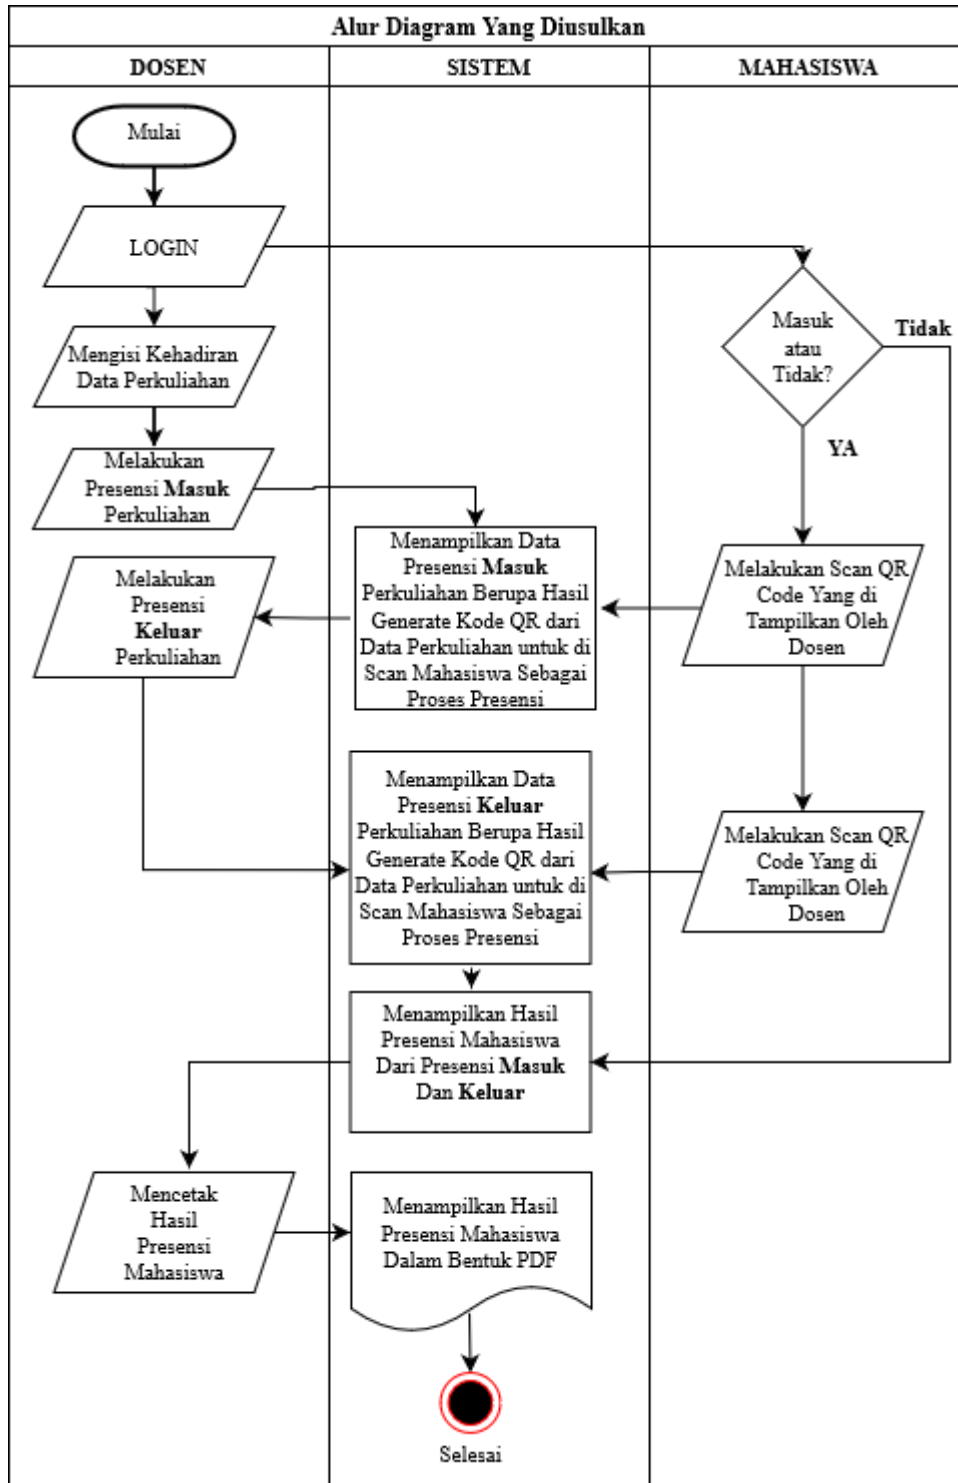 Alur Diagram Yang Diusulkan
DOSEN
SISTEM
MAHASISWA
Mulai
LOGIN
Masuk
atau
Tidak?
Tidak
YA
Mengisi Kehadiran
Data Perkuliahan
Melakukan
Presensi Masuk
Perkuliahan
Menampilkan Data
Presensi Masuk
Perkuliahan Berupa Hasil
Generate Kode QR dari
Data Perkuliahan untuk di
Scan Mahasiswa Sebagai
Proses Presensi
Melakukan Scan QR
Code Yang di
Tampilkan Oleh
Dosen
Melakukan
Presensi
Keluar
Perkuliahan
Menampilkan Data
Presensi Keluar
Perkuliahan Berupa Hasil
Generate Kode QR dari
Data Perkuliahan untuk di
Scan Mahasiswa Sebagai
Proses Presensi
Melakukan Scan QR
Code Yang di
Tampilkan Oleh
Dosen
Menampilkan Hasil
Presensi Mahasiswa
Dari Presensi Masuk
Dan Keluar
Mencetak
Hasil
Presensi
Mahasiswa
Menampilkan Hasil
Presensi Mahasiswa
Dalam Bentuk PDF
Selesai